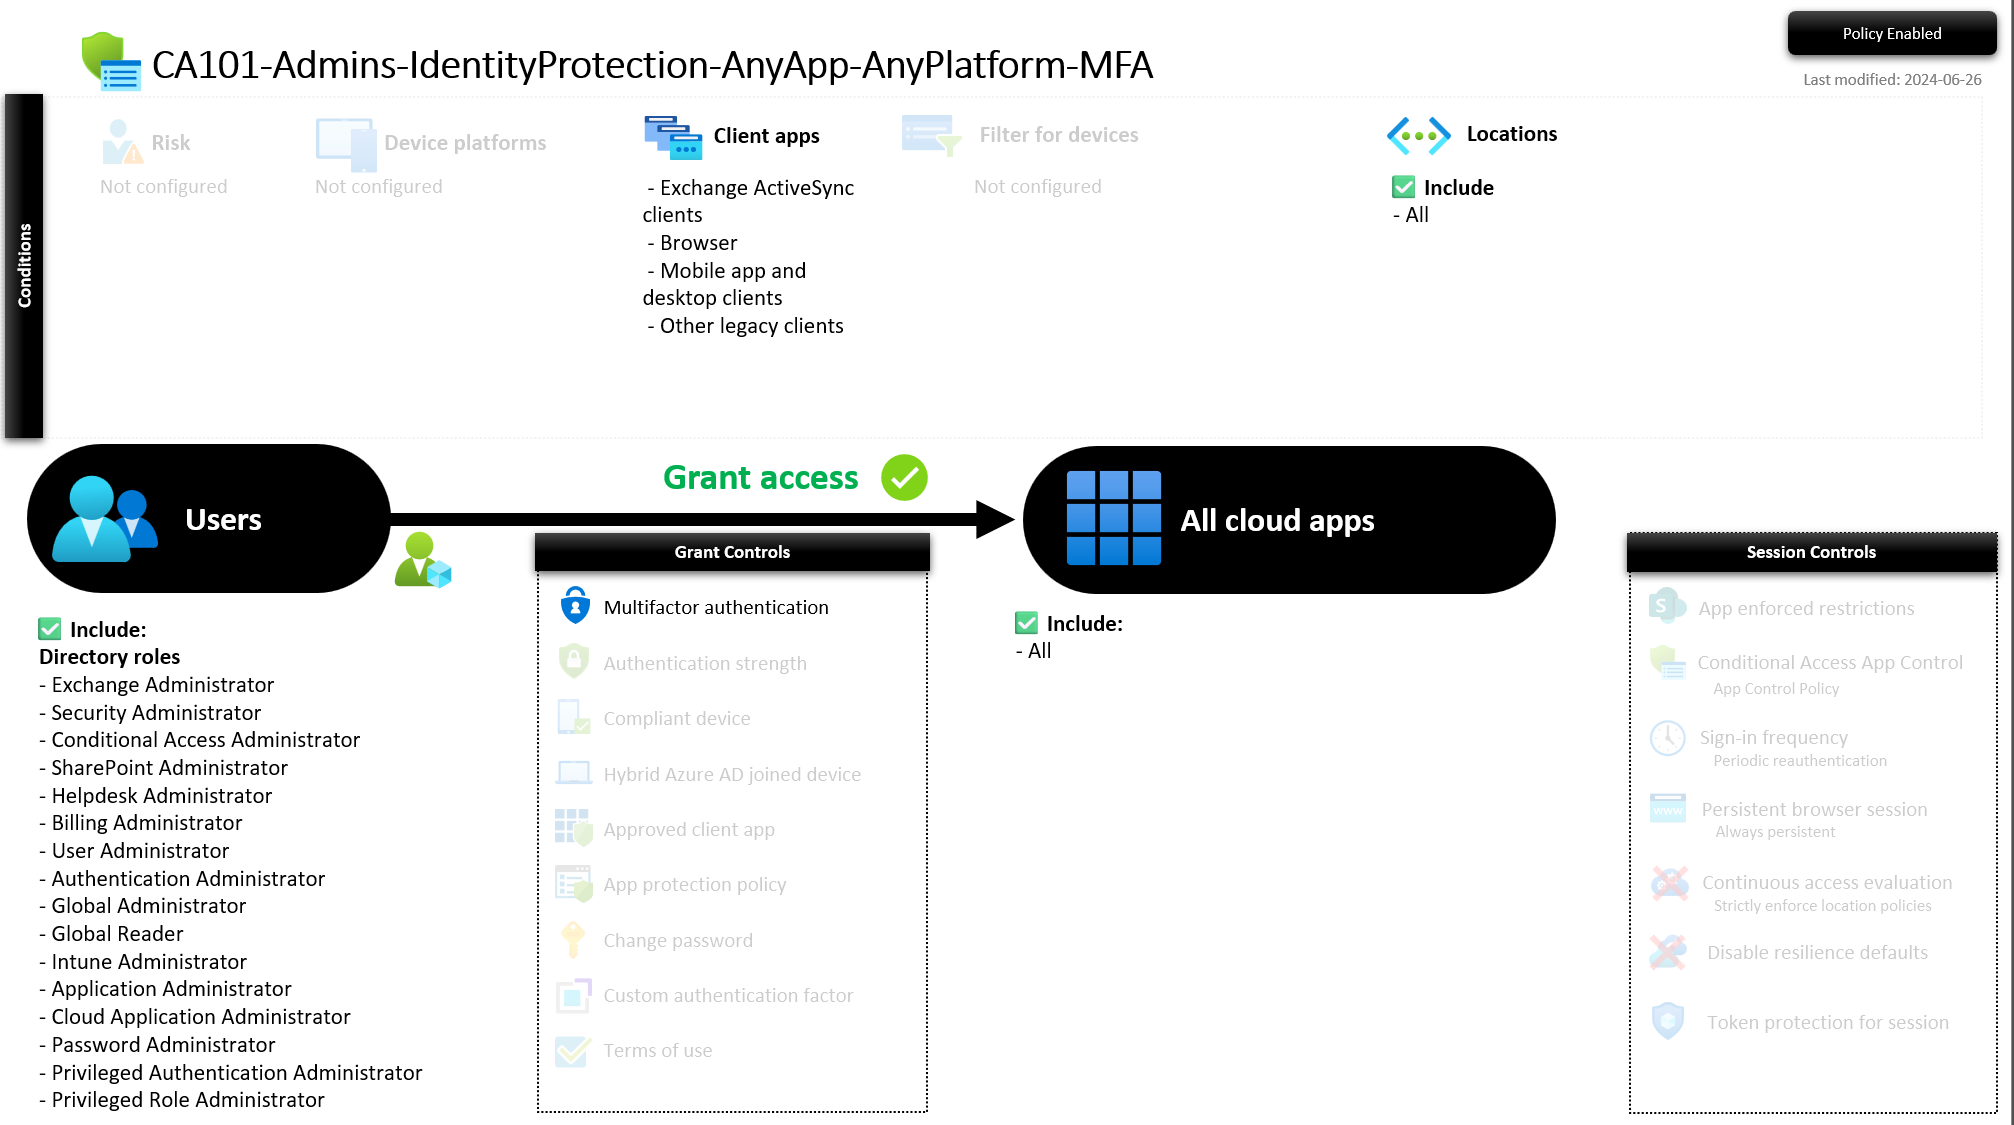 CA101-Admins-IdentityProtection-AnyApp-AnyPlatform-MFA
Policy Enabled
Last modified: 2024-06-26
Conditions
Risk
Not configured
Device platforms
Not configured
Client apps
- Exchange ActiveSync
clients
- Browser
- Mobile app and
desktop clients
- Other legacy clients
Filter for devices
Not configured
Locations
Include
- All
Users
Grant access
All cloud apps
Include:
Directory roles
- Exchange Administrator
- Security Administrator
- Conditional Access Administrator
- SharePoint Administrator
- Helpdesk Administrator
- Billing Administrator
- User Administrator
- Authentication Administrator
- Global Administrator
- Global Reader
- Intune Administrator
- Application Administrator
- Cloud Application Administrator
- Password Administrator
- Privileged Authentication Administrator
- Privileged Role Administrator
Grant Controls
Multifactor authentication
Authentication strength
Compliant device
Hybrid Azure AD joined device
Approved client app
App protection policy
Change password
Custom authentication factor
Terms of use
Include:
- All
Session Controls
S
App enforced restrictions
Conditional Access App Control
App Control Policy
Sign-in frequency
Periodic reauthentication
www
Persistent browser session
Always persistent
Continuous access evaluation
Strictly enforce location policies
Disable resilience defaults
Token protection for session